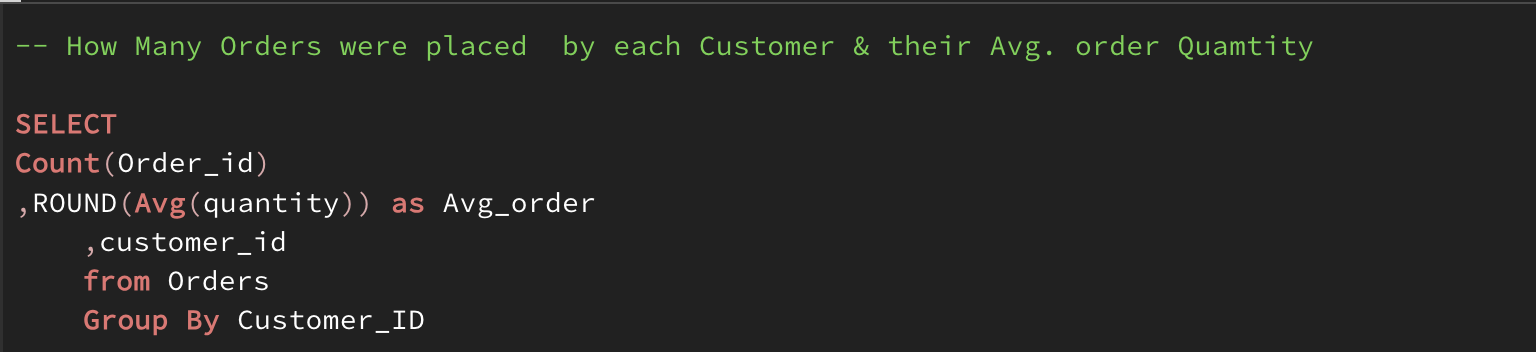 -- How Many Orders were placed  by each Customer & their Avg. order Quamtity
SELECT
Count(Order_id)
,ROUND(Avg(quantity)) as Avg_order
,customer_id
from Orders
Group By Customer_ID